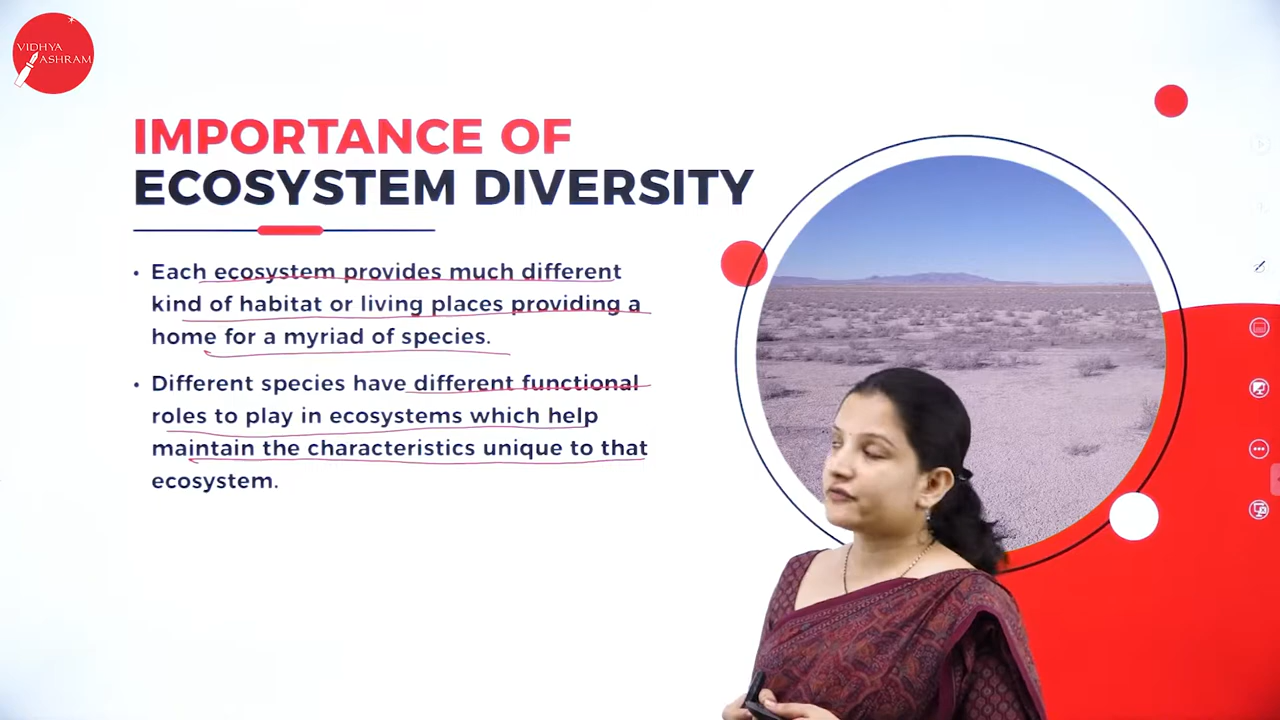 VIDHYA
ASHRAM
IMPORTANCE OF
ECOSYSTEM DIVERSITY
• Each ecosystem provides much different
kind of habitat or living places providing a
home for a myriad of species.
• Different species have different functional
roles to play in ecosystems which help
maintain the characteristics unique to that
ecosystem.